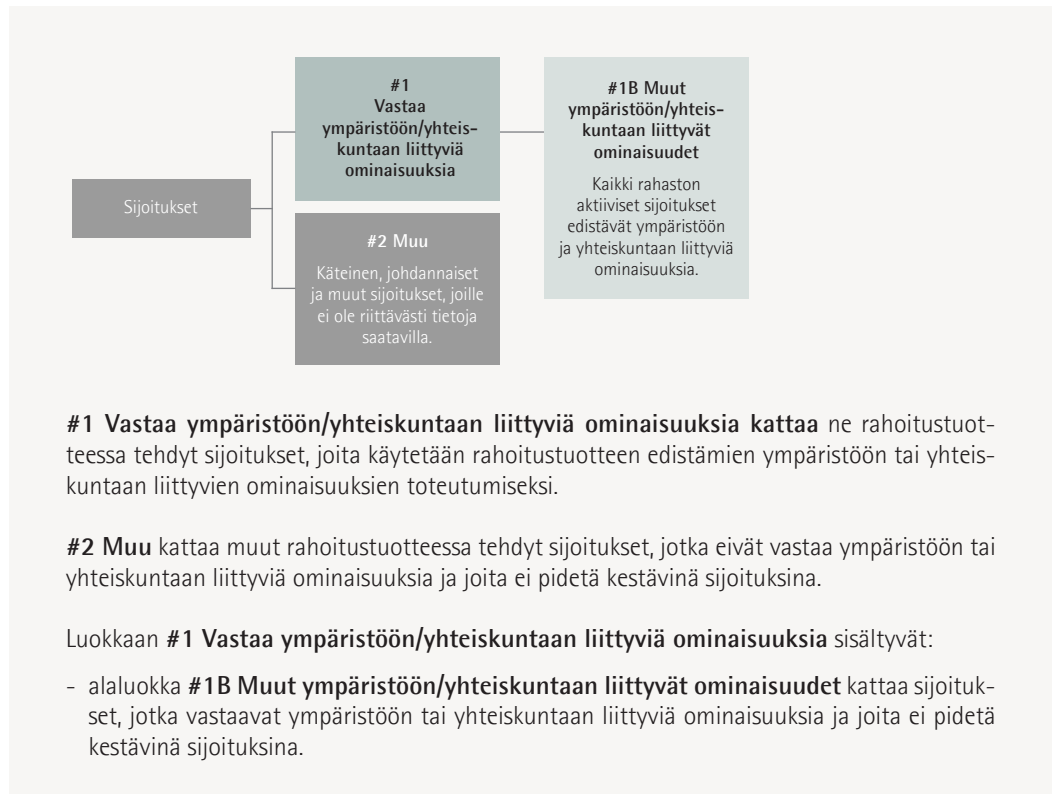 #1
Vastaa
ympäristöön/yhteis-
kuntaan liittyviä
ominaisuuksia
#1B Muut
ympäristöön/yhteis-
kuntaan liittyvät
ominaisuudet
Kaikki rahaston
aktiiviset sijoitukset
edistävät ympäristöön
ja yhteiskuntaan liittyviä
ominaisuuksia.
Sijoitukset
#2 Muu
Käteinen, johdannaiset
ja muut sijoitukset, joille
ei ole riittävästi tietoja
saatavilla.
#1 Vastaa ympäristöön/yhteiskuntaan liittyviä ominaisuuksia kattaa ne rahoitustuot-
teessa tehdyt sijoitukset, joita käytetään rahoitustuotteen edistämien ympäristöön tai yhteis-
kuntaan liittyvien ominaisuuksien toteutumiseksi.
#2 Muu kattaa muut rahoitustuotteessa tehdyt sijoitukset, jotka eivät vastaa ympäristöön tai
yhteiskuntaan liittyviä ominaisuuksia ja joita ei pidetä kestävinä sijoituksina.
Luokkaan #1 Vastaa ympäristöön/yhteiskuntaan liittyviä ominaisuuksia sisältyvät:
- alaluokka #1B Muut ympäristöön/yhteiskuntaan liittyvät ominaisuudet kattaa sijoituk-
set, jotka vastaavat ympäristöön tai yhteiskuntaan liittyviä ominaisuuksia ja joita ei pidetä
kestävinä sijoituksina.